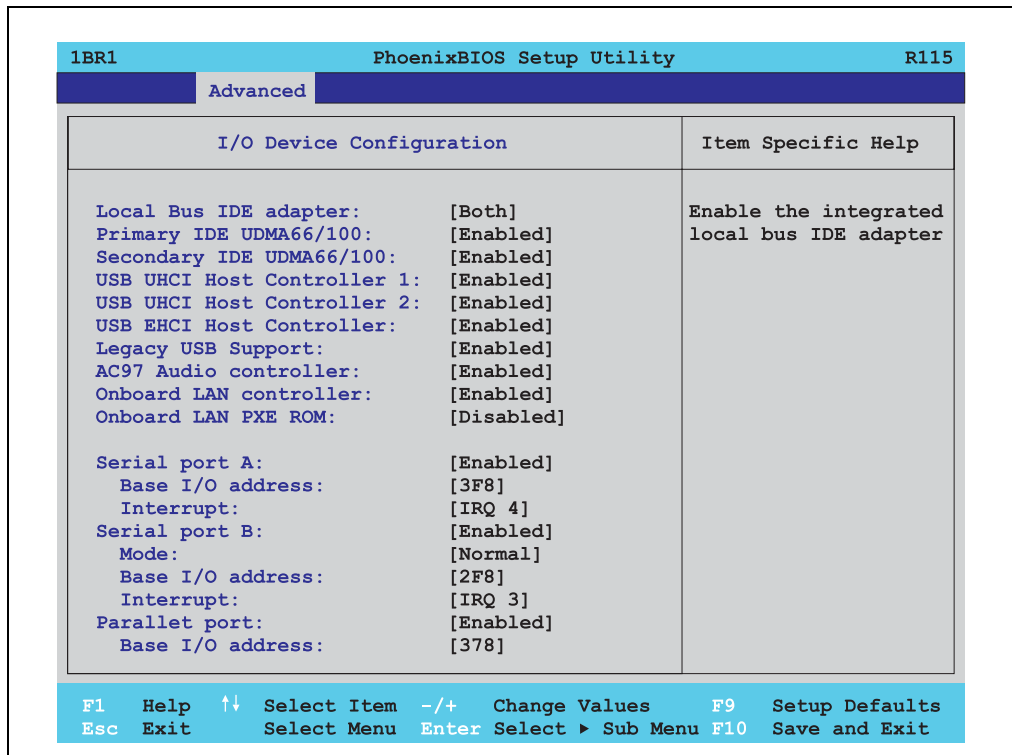 1BR1 PhoenixBIOS Setup Utility R115
Advanced
I/O Device Configuration
Item Specific Help
Local Bus IDE adapter: [Both]
Primary IDE UDMA66/100: [Enabled]
Secondary IDE UDMA66/100: [Enabled]
USB UHCI Host Controller 1: [Enabled]
USB UHCI Host Controller 2: [Enabled]
USB EHCI Host Controller: [Enabled]
Legacy USB Support: [Enabled]
AC97 Audio controller: [Enabled]
Onboard LAN controller: [Enabled]
Onboard LAN PXE ROM: [Disabled]
Serial port A: [Enabled]
Base I/O address: [3F8]
Interrupt: [IRQ 4]
Serial port B: [Enabled]
Mode: [Normal]
Base I/O address: [2F8]
Interrupt: [IRQ 3]
Parallet port: [Enabled]
Base I/O address: [378]
Enable the integrated
local bus IDE adapter
F1 Help ↑↓ Select Item -/+ Change Values F9 Setup Defaults
Esc Exit Select Menu Enter Select ▶ Sub Menu F10 Save and Exit